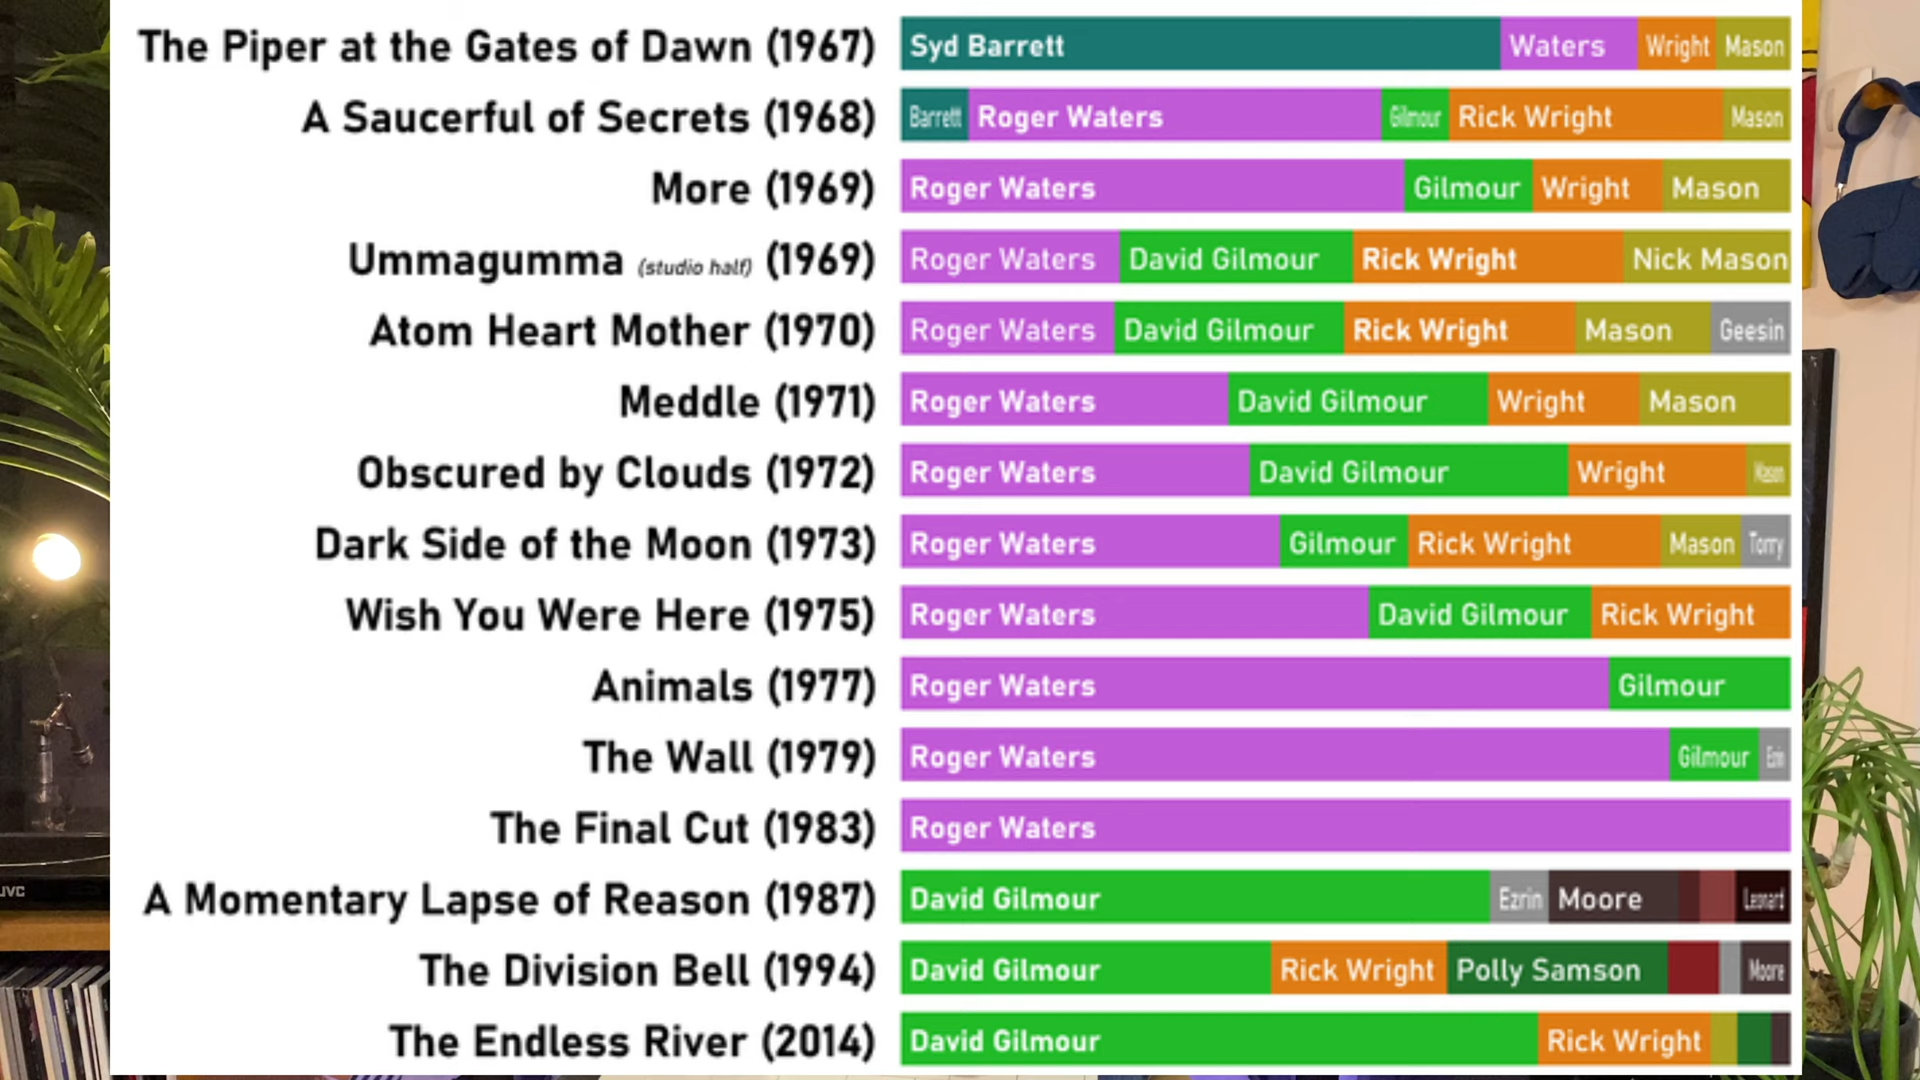 The Piper at the Gates of Dawn (1967) Syd Barrett Waters Wright Mason
A Saucerful of Secrets (1968) Barrett Roger Waters Gilmour Rick Wright Mason
More (1969) Roger Waters Gilmour Wright Mason
Ummagumma (studio half) (1969) Roger Waters David Gilmour Rick Wright Nick Mason
Atom Heart Mother (1970) Roger Waters David Gilmour Rick Wright Mason Geesin
Meddle (1971) Roger Waters David Gilmour Wright Mason
Obscured by Clouds (1972) Roger Waters David Gilmour Wright Mason
Dark Side of the Moon (1973) Roger Waters Gilmour Rick Wright Mason Torry
Wish You Were Here (1975) Roger Waters David Gilmour Rick Wright
Animals (1977) Roger Waters Gilmour
The Wall (1979) Roger Waters Gilmour
The Final Cut (1983) Roger Waters
A Momentary Lapse of Reason (1987) David Gilmour Ezrin Moore Leonart
JVC
The Division Bell (1994) David Gilmour Rick Wright Polly Samson Moore
The Endless River (2014) David Gilmour Rick Wright